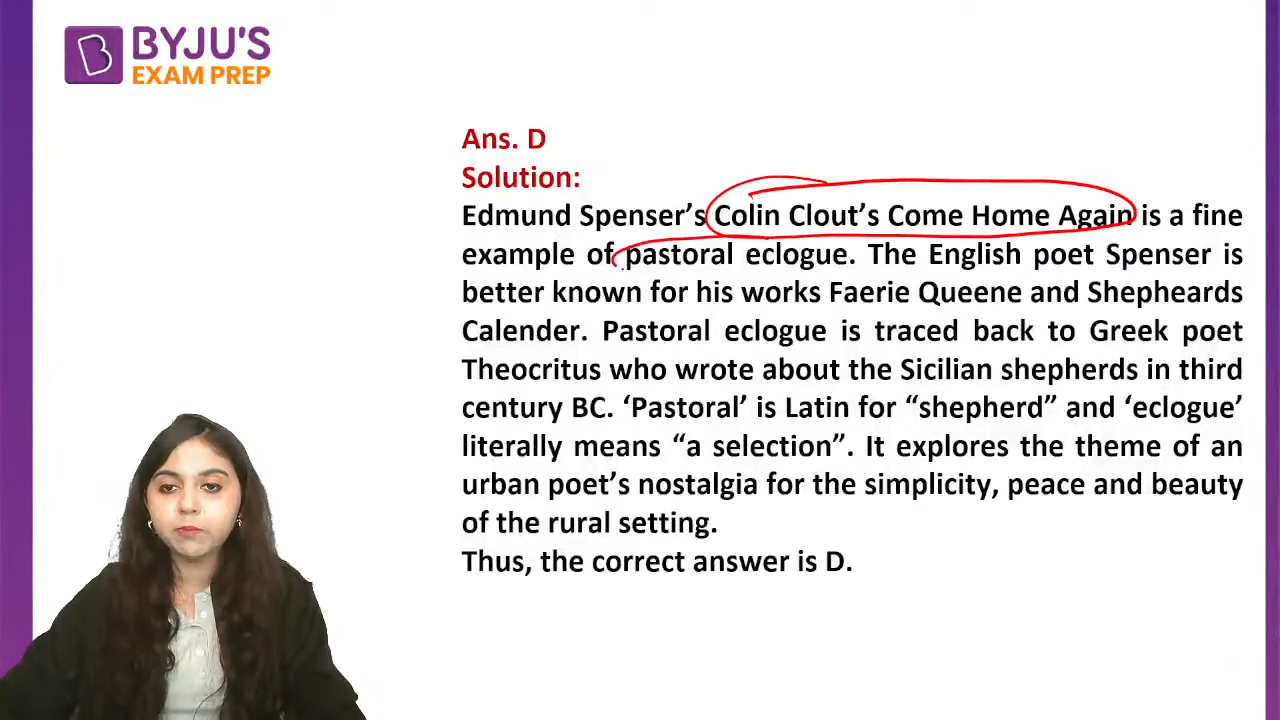 BYJU'S
EXAM PREP
Ans. D
Solution:
Edmund Spenser’s Colin Clout’s Come Home Again is a fine
example of pastoral eclogue. The English poet Spenser is
better known for his works Faerie Queene and Shepheards
Calender. Pastoral eclogue is traced back to Greek poet
Theocritus who wrote about the Sicilian shepherds in third
century BC. ‘Pastoral’ is Latin for “shepherd” and ‘eclogue’
literally means “a selection”. It explores the theme of an
urban poet’s nostalgia for the simplicity, peace and beauty
of the rural setting.
Thus, the correct answer is D.